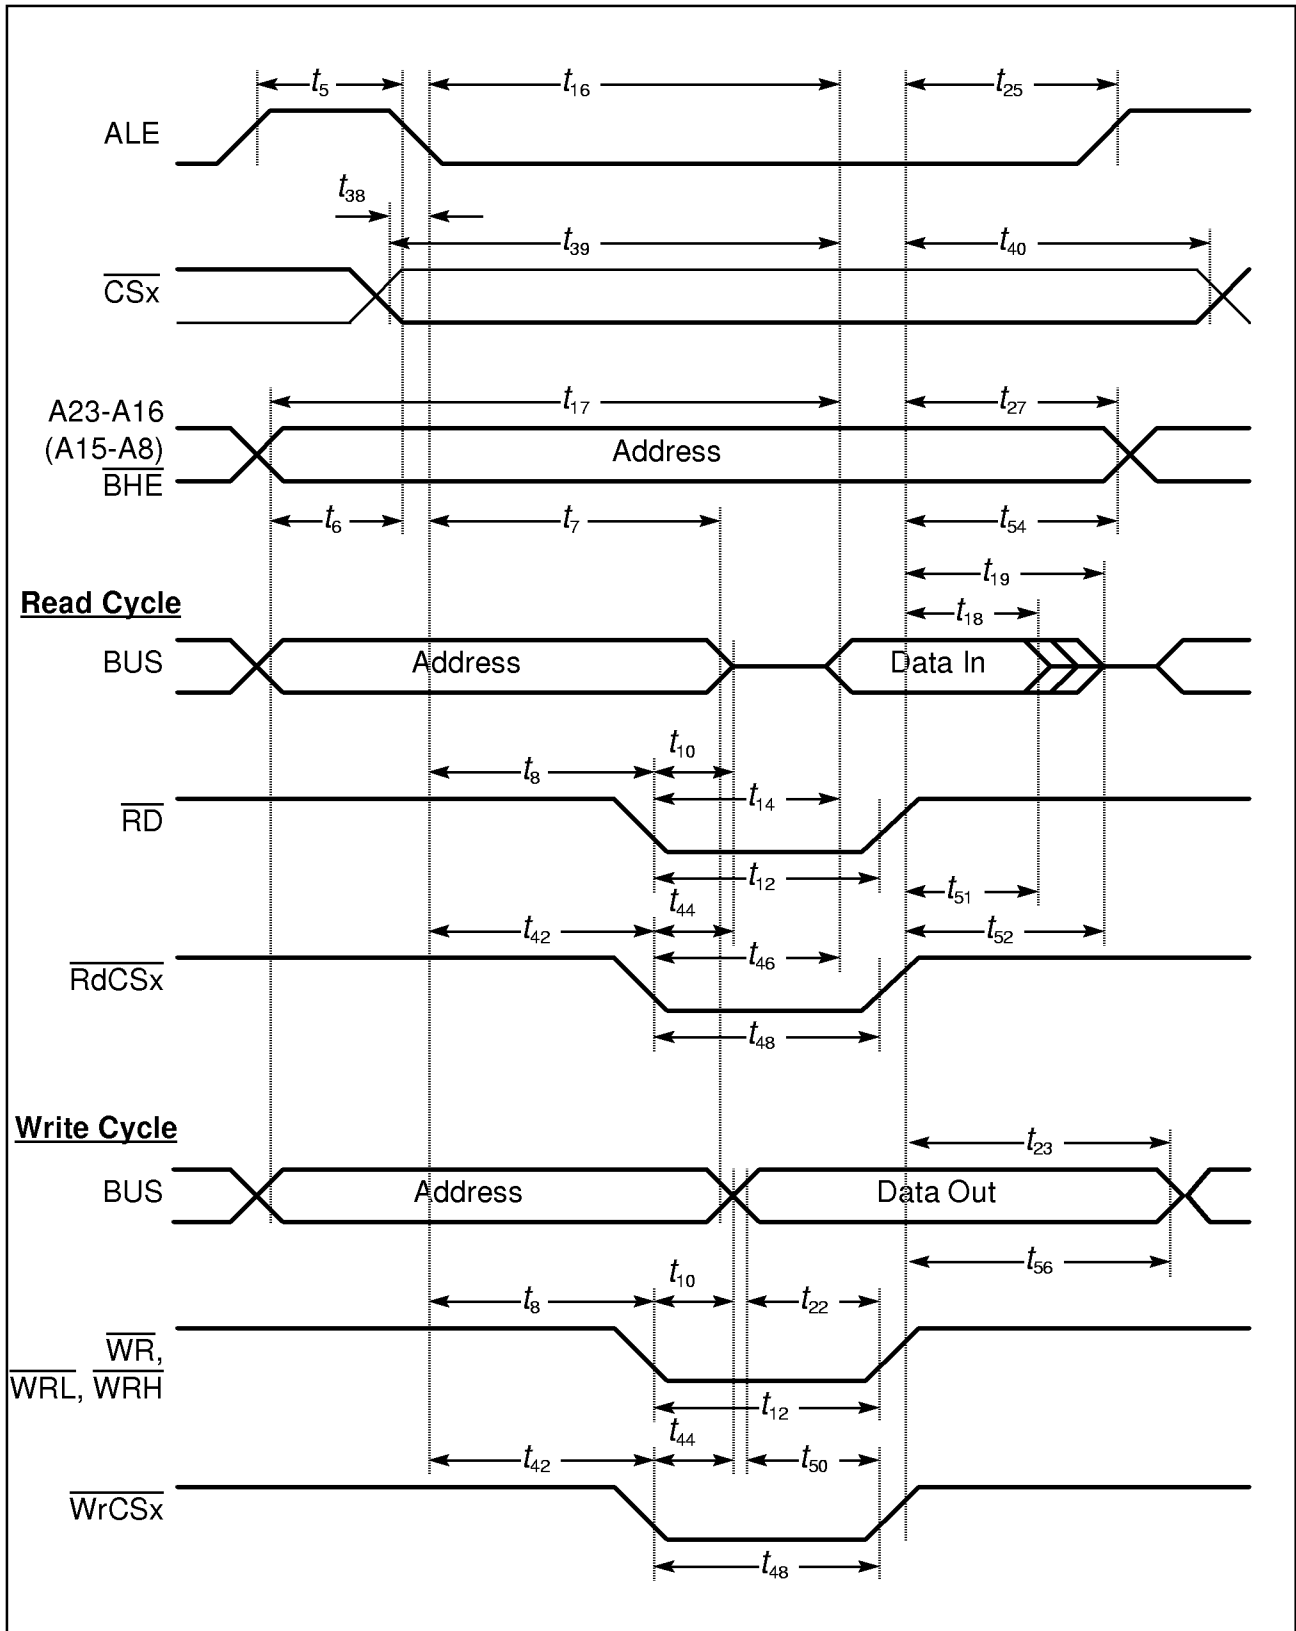 t5 t16 t25
ALE
t38
t39 t40
CSx
t17 t27
A23-A16
(A15-A8)
BHE
Address
t6 t7 t54
t19
Read Cycle
t18
BUS Address Data In
t10
t8
t14
RD
t12
t51
t44
t42 t52
t46
RdCSx
t48
Write Cycle
t23
BUS Address Data Out
t56
t10
t8 t22
WR,
WRL, WRH
t12
t44
t42 t50
WrCSx
t48